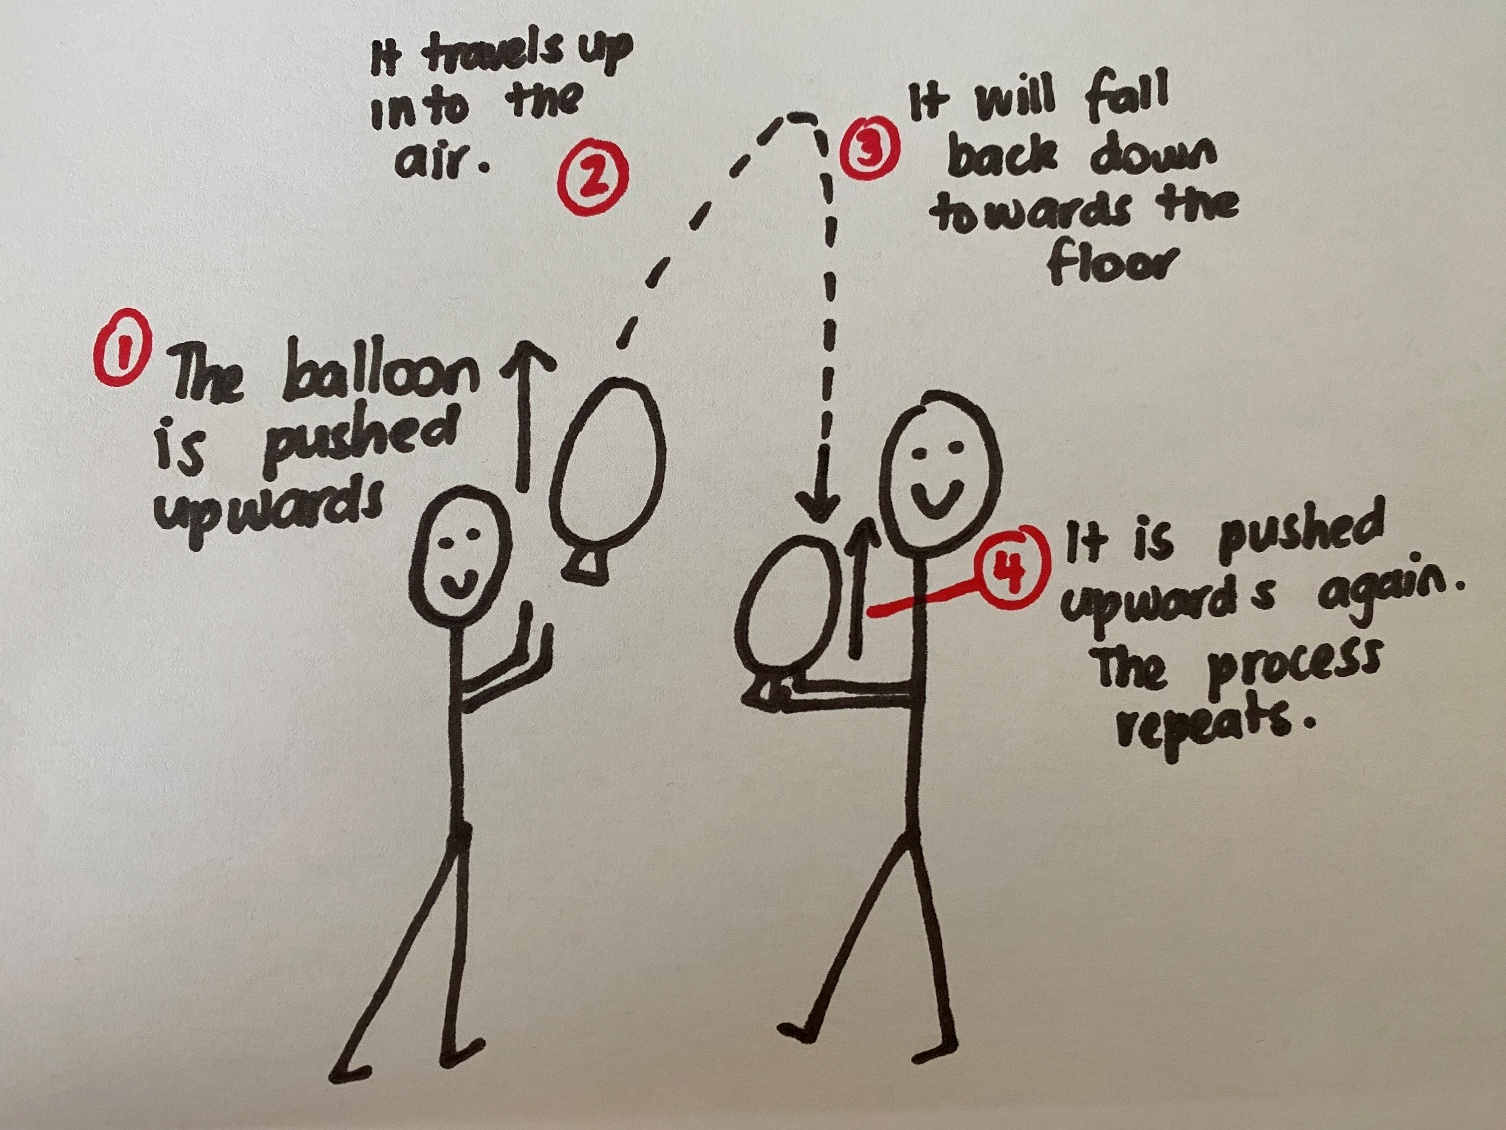 1
The balloon
is pushed
upwards
It travels up
into the
air.
2
3
It will fall
back down
towards the
floor
4
It is pushed
upwards again.
The process
repeats.